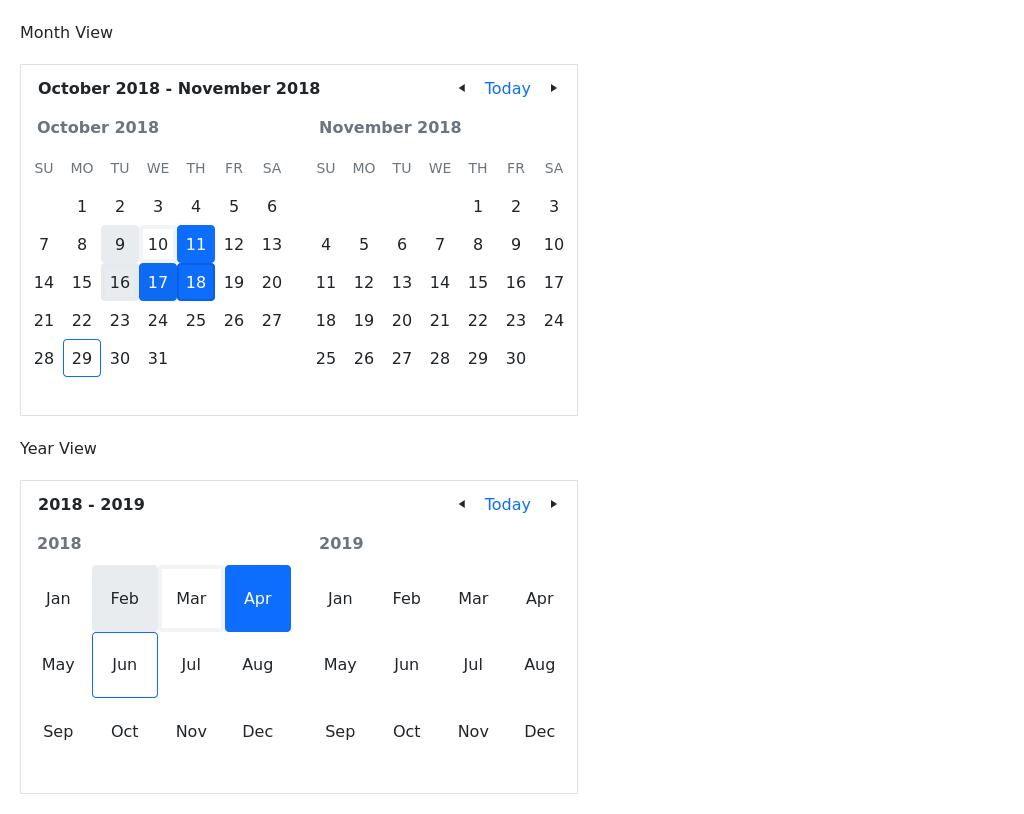 Month View
October 2018 - November 2018 Today
October 2018 November 2018
SU MO TU WE TH FR SA SU MO TU WE TH FR SA
1 2 3 4 5 6 1 2 3
7 8 9 10 11 12 13 4 5 6 7 8 9 10
14 15 16 17 18 19 20 11 12 13 14 15 16 17
21 22 23 24 25 26 27 18 19 20 21 22 23 24
28 29 30 31 25 26 27 28 29 30
Year View
2018 - 2019 Today
2018 2019
Jan Feb Mar Apr Jan Feb Mar Apr
May Jun Jul Aug May Jun Jul Aug
Sep Oct Nov Dec Sep Oct Nov Dec